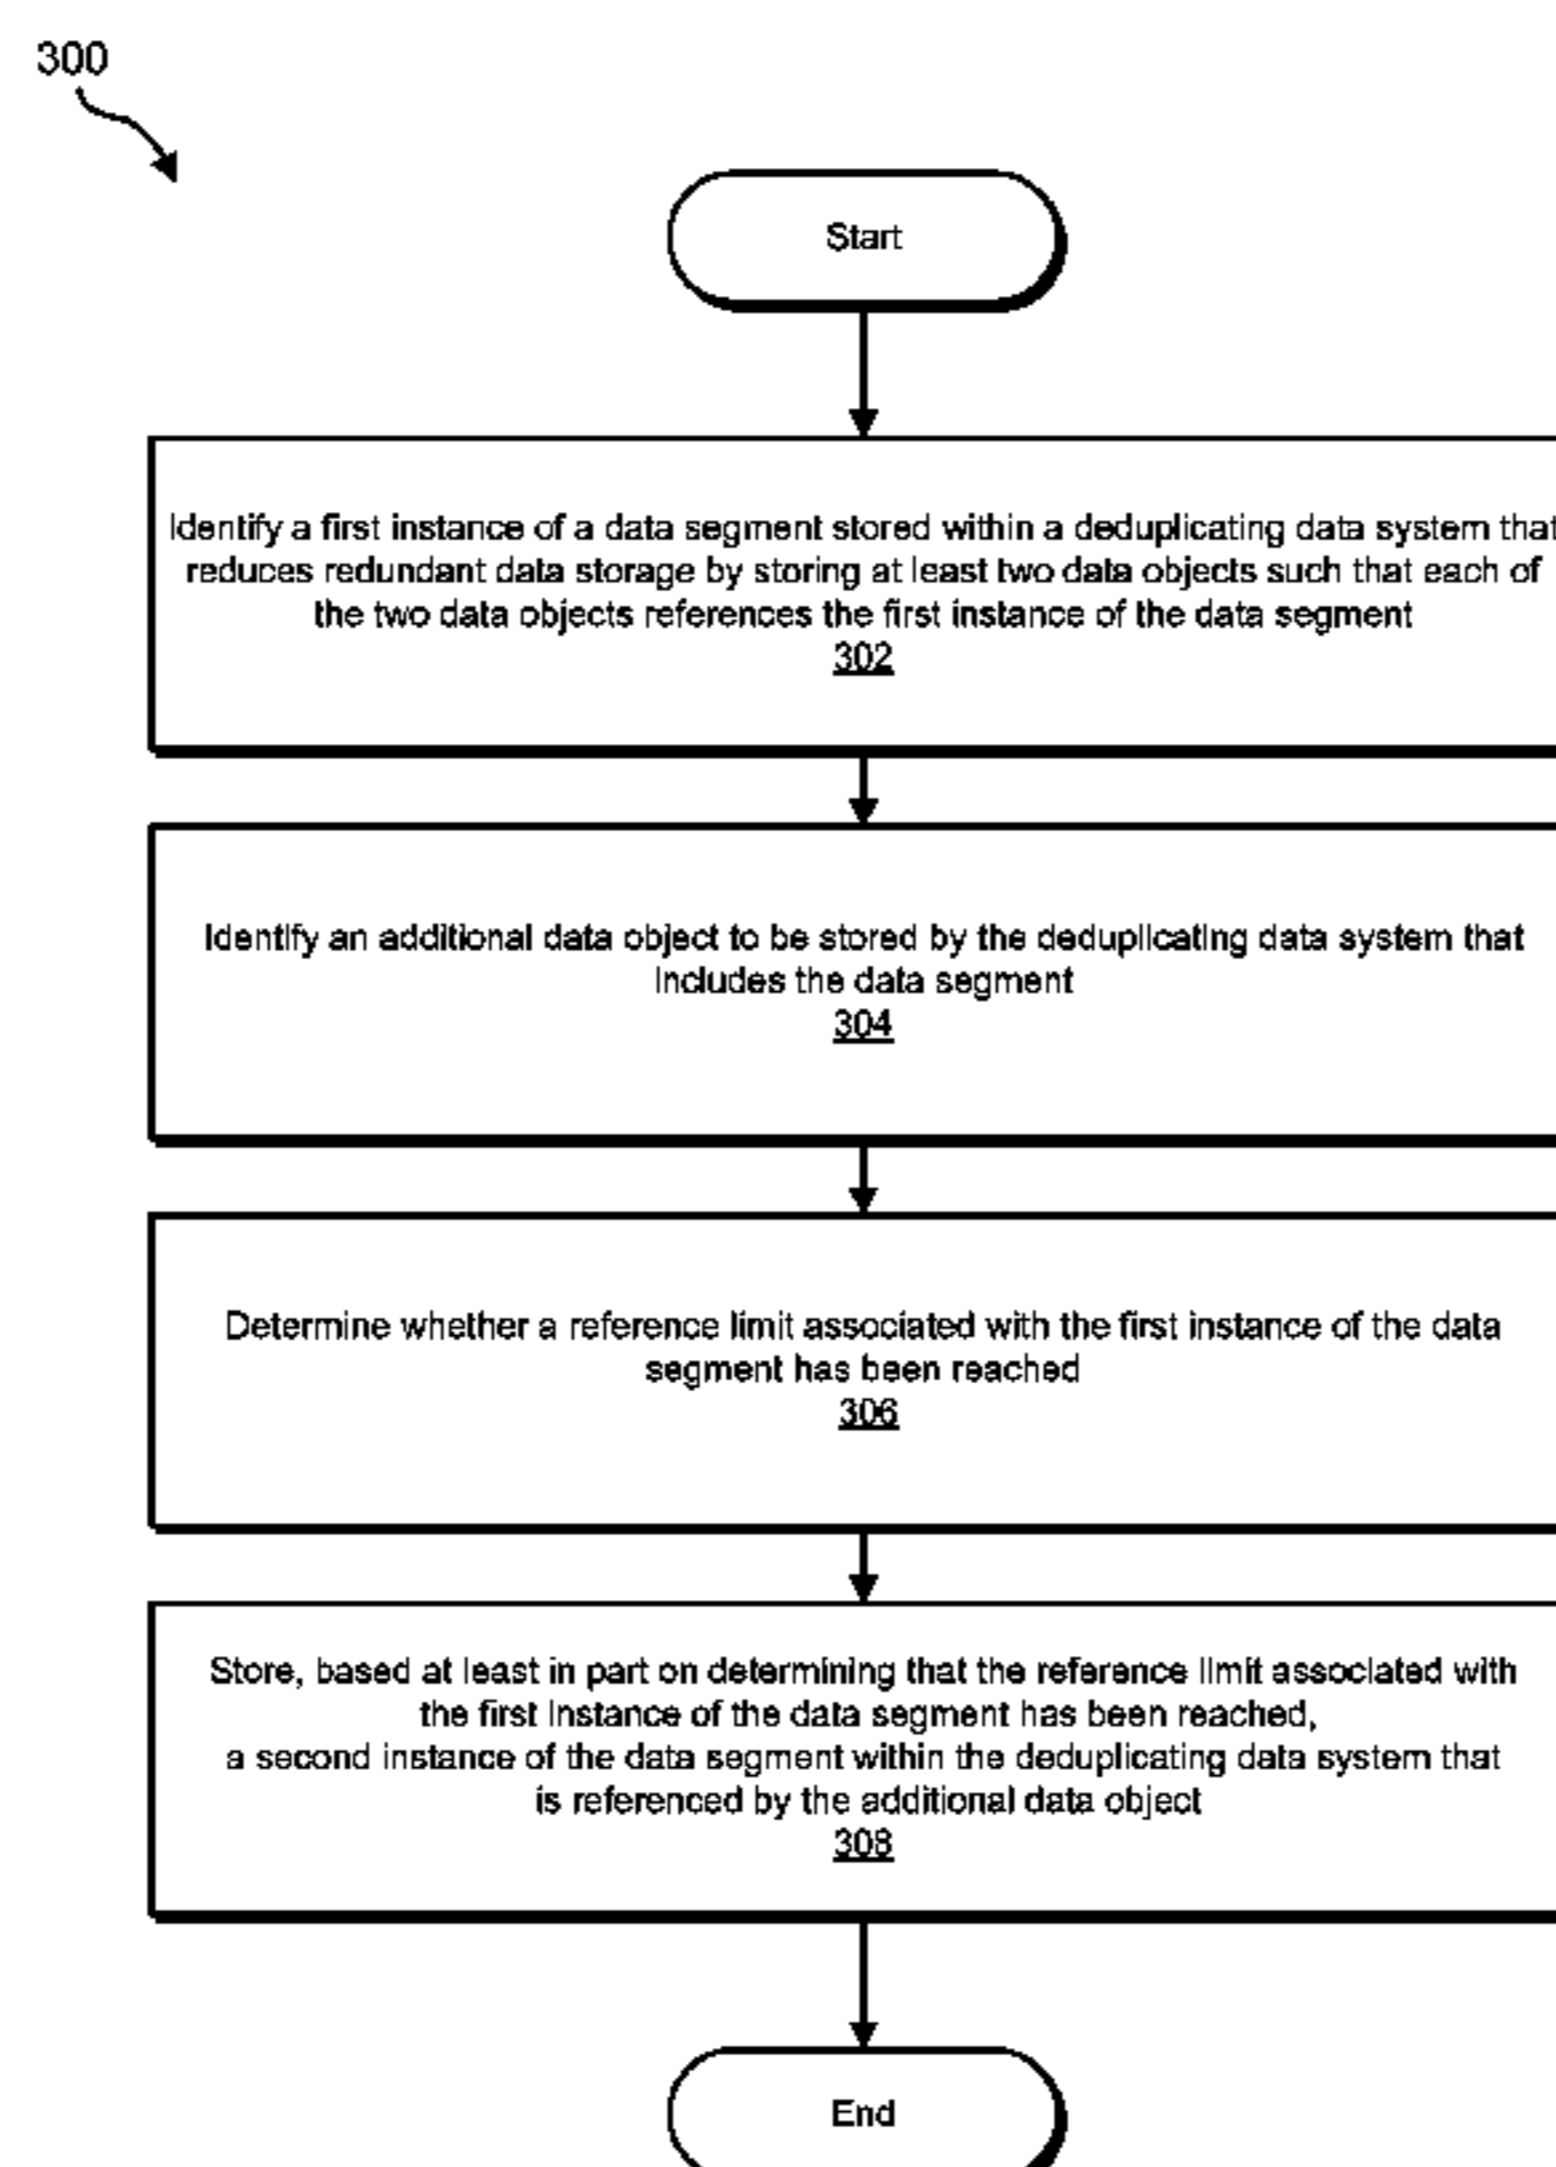 300
Start
Identify a first instance of a data segment stored within a deduplicating data system that
reduces redundant data storage by storing at least two data objects such that each of
the two data objects references the first instance of the data segment
302
Identify an additional data object to be stored by the deduplicating data system that
includes the data segment
304
Determine whether a reference limit associated with the first instance of the data
segment has been reached
306
Store, based at least in part on determining that the reference limit associated with
the first instance of the data segment has been reached,
a second instance of the data segment within the deduplicating data system that
is referenced by the additional data object
308
End